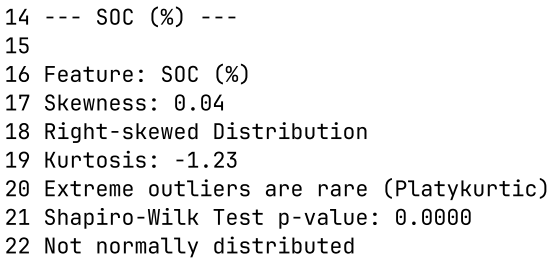 14 --- SOC (%) ---
15
16 Feature: SOC (%)
17 Skewness: 0.04
18 Right-skewed Distribution
19 Kurtosis: -1.23
20 Extreme outliers are rare (Platykurtic)
21 Shapiro-Wilk Test p-value: 0.0000
22 Not normally distributed